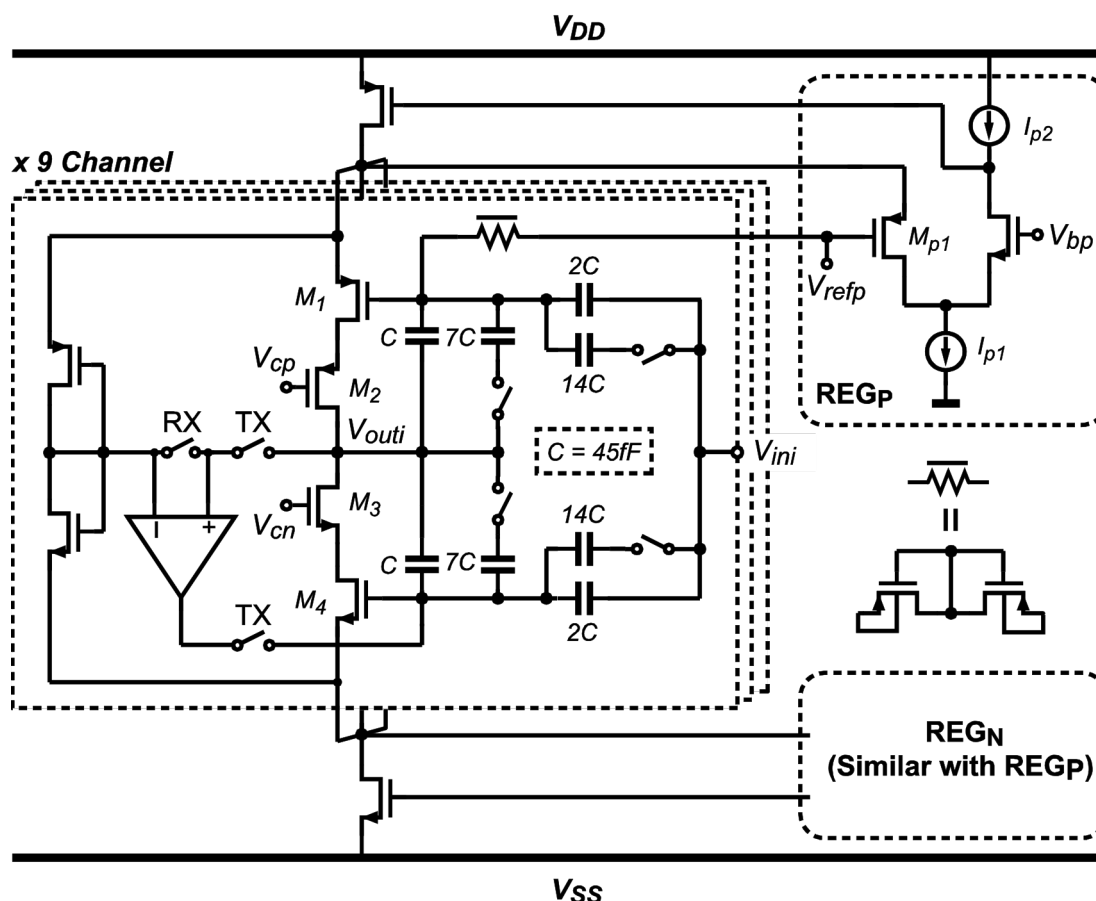 VDD
Ip2
x 9 Channel
Mp1
Vbp
2C
Vrefp
M1
C
7C
Ip1
Vcp
14C
REGP
M2
RX
TX
Vouti
C = 45fF
Vini
M3
14C
Vcn
C
7C
M4
TX
2C
REGN
(Similar with REGP)
VSS